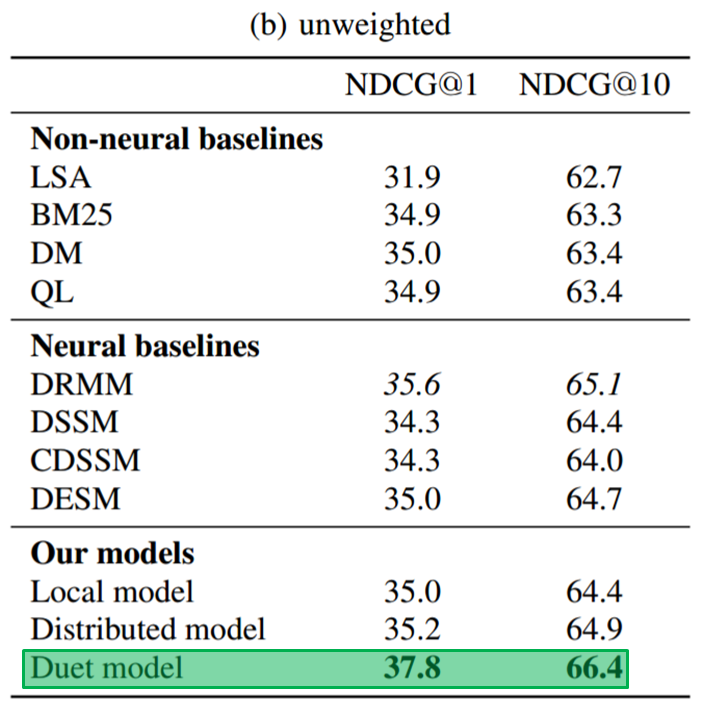 (b) unweighted
NDCG@1 NDCG@10
Non-neural baselines
LSA 31.9 62.7
BM25 34.9 63.3
DM 35.0 63.4
QL 34.9 63.4
Neural baselines
DRMM 35.6 65.1
DSSM 34.3 64.4
CDSSM 34.3 64.0
DESM 35.0 64.7
Our models
Local model 35.0 64.4
Distributed model 35.2 64.9
Duet model 37.8 66.4